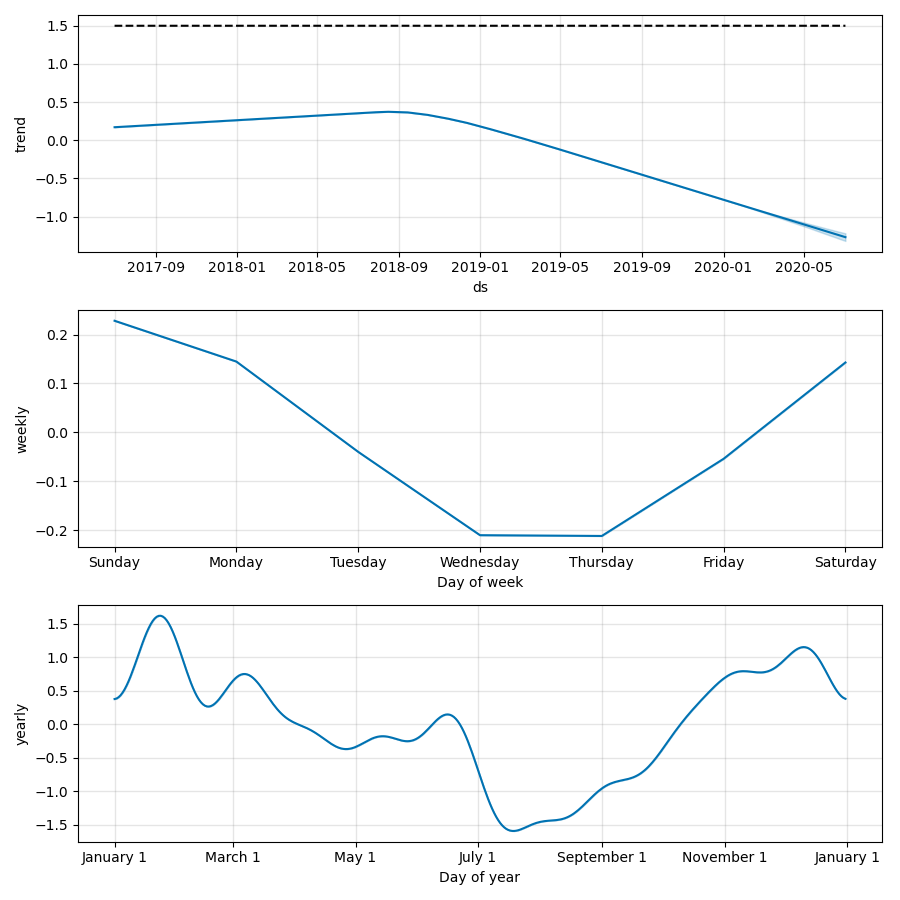 1.5
1.0
0.5
0.0
−0.5
−1.0
trend
2017-09 2018-01 2018-05 2018-09 2019-01 2019-05 2019-09 2020-01 2020-05
ds
0.2
0.1
0.0
−0.1
−0.2
weekly
Sunday Monday Tuesday Wednesday Thursday Friday Saturday
Day of week
1.5
1.0
0.5
0.0
−0.5
−1.0
−1.5
yearly
January 1 March 1 May 1 July 1 September 1 November 1 January 1
Day of year